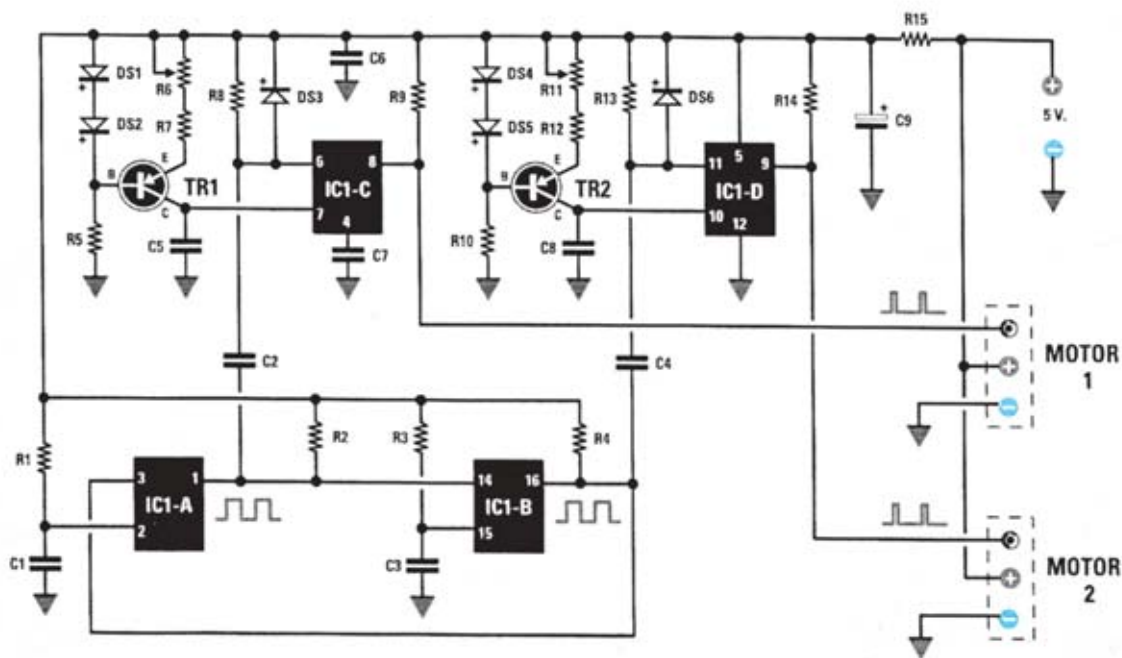 R15
C6
DS1
R6
R8
DS3
R9
DS4
R11
R13
DS6
R14
C9
+
5 V.
DS2
R7
DS5
R12
E
B
TR1
C
6
8
IC1-C
7
4
E
B
TR2
C
5
11
9
IC1-D
10
12
R5
C5
C7
R10
C8
C2
C4
MOTOR
1
R1
R2
R3
R4
3
1
IC1-A
2
14
16
IC1-B
15
C1
C3
MOTOR
2